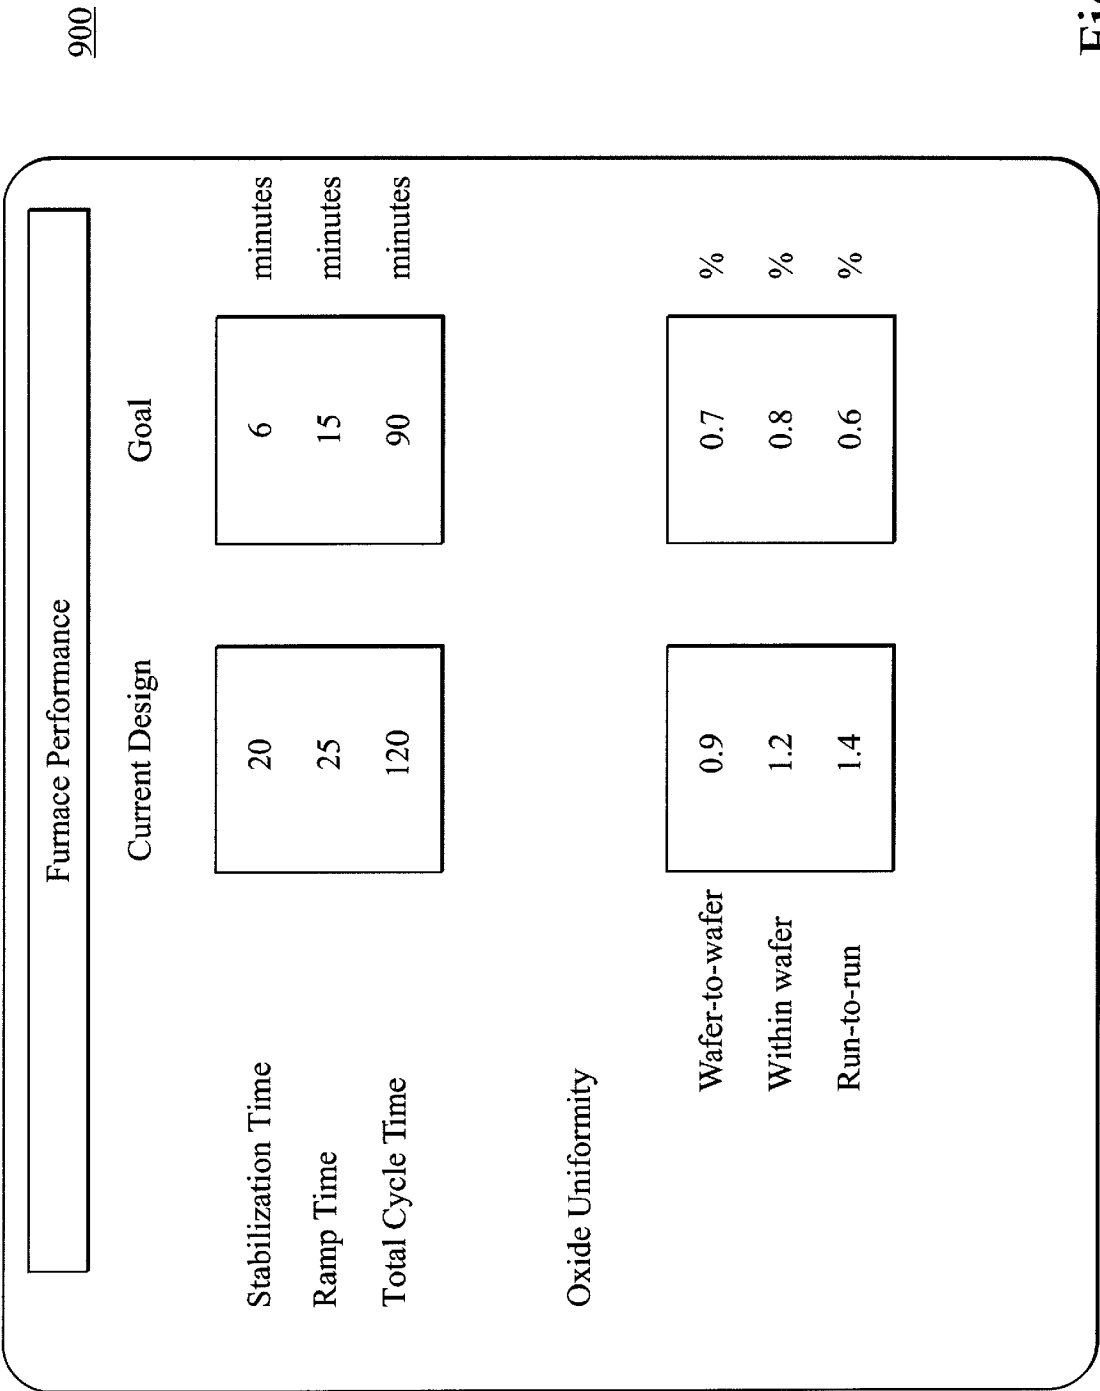 900
Furnace Performance
Current Design Goal
Stabilization Time 20 6 minutes
Ramp Time 25 15 minutes
Total Cycle Time 120 90 minutes
Oxide Uniformity
Wafer-to-wafer 0.9 0.7 %
Within wafer 1.2 0.8 %
Run-to-run 1.4 0.6 %